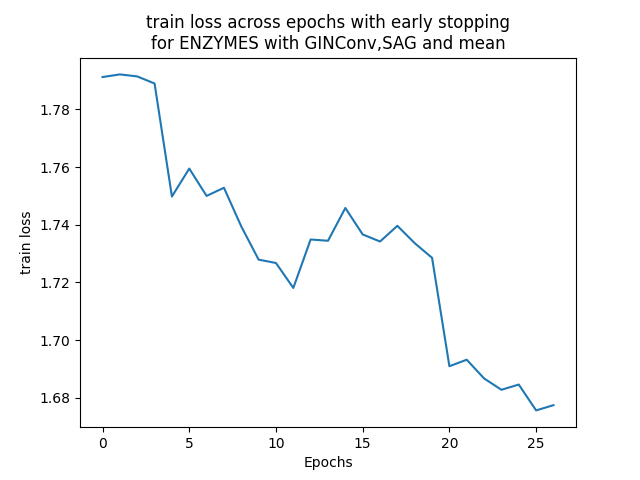 train loss across epochs with early stopping
for ENZYMES with GINConv,SAG and mean
1.78
1.76
1.74
1.72
1.70
1.68
train loss
0 5 10 15 20 25
Epochs